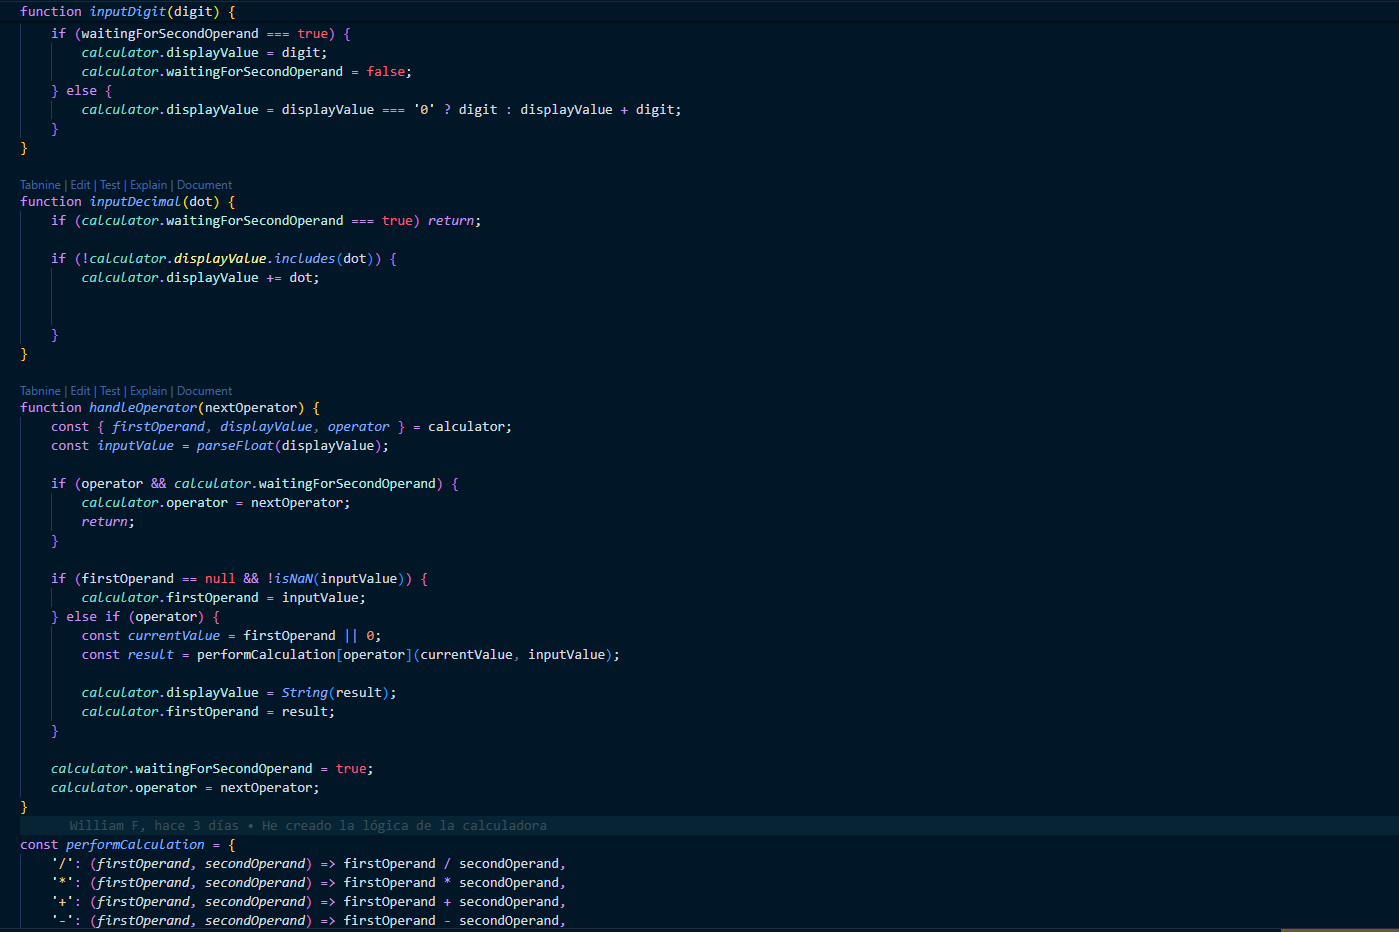 function inputDigit(digit) {
    if (waitingForSecondOperand === true) {
        calculator.displayValue = digit;
        calculator.waitingForSecondOperand = false;
    } else {
        calculator.displayValue = displayValue === '0' ? digit : displayValue + digit;
    }
}
Tabnine | Edit | Test | Explain | Document
function inputDecimal(dot) {
    if (calculator.waitingForSecondOperand === true) return;
    if (!calculator.displayValue.includes(dot)) {
        calculator.displayValue += dot;
    }
}
Tabnine | Edit | Test | Explain | Document
function handleOperator(nextOperator) {
    const { firstOperand, displayValue, operator } = calculator;
    const inputValue = parseFloat(displayValue);
    if (operator && calculator.waitingForSecondOperand) {
        calculator.operator = nextOperator;
        return;
    }
    if (firstOperand == null && !isNaN(inputValue)) {
        calculator.firstOperand = inputValue;
    } else if (operator) {
        const currentValue = firstOperand || 0;
        const result = performCalculation[operator](currentValue, inputValue);
        calculator.displayValue = String(result);
        calculator.firstOperand = result;
    }
    calculator.waitingForSecondOperand = true;
    calculator.operator = nextOperator;
}
William F, hace 3 días • He creado la lógica de la calculadora
const performCalculation = {
    '/': (firstOperand, secondOperand) => firstOperand / secondOperand,
    '*': (firstOperand, secondOperand) => firstOperand * secondOperand,
    '+': (firstOperand, secondOperand) => firstOperand + secondOperand,
    '-': (firstOperand, secondOperand) => firstOperand - secondOperand,